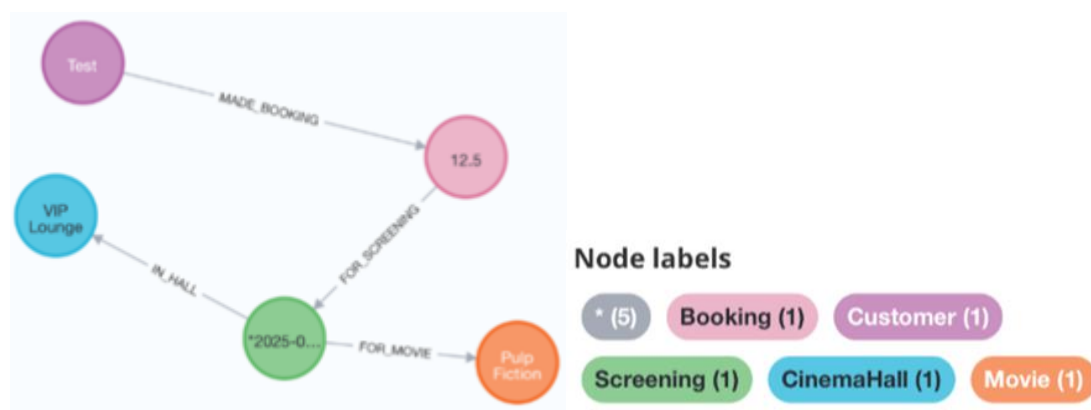 Test
MADE_BOOKING
12.5
VIP
Lounge
FOR_SCREENING
IN_HALL
"2025-0....
FOR_MOVIE
Pulp
Fiction
Node labels
* (5) Booking (1) Customer (1)
Screening (1) CinemaHall (1) Movie (1)